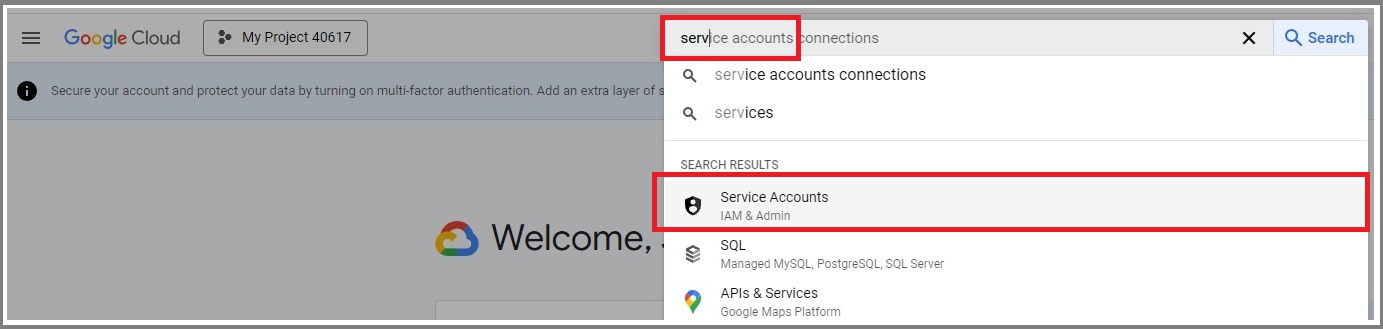 Google Cloud
My Project 40617
service accounts connections
Search
service accounts connections
services
Secure your account and protect your data by turning on multi-factor authentication. Add an extra layer of s
SEARCH RESULTS
Service Accounts
IAM & Admin
Welcome,
SQL
Managed MySQL, PostgreSQL, SQL Server
APIs & Services
Google Maps Platform